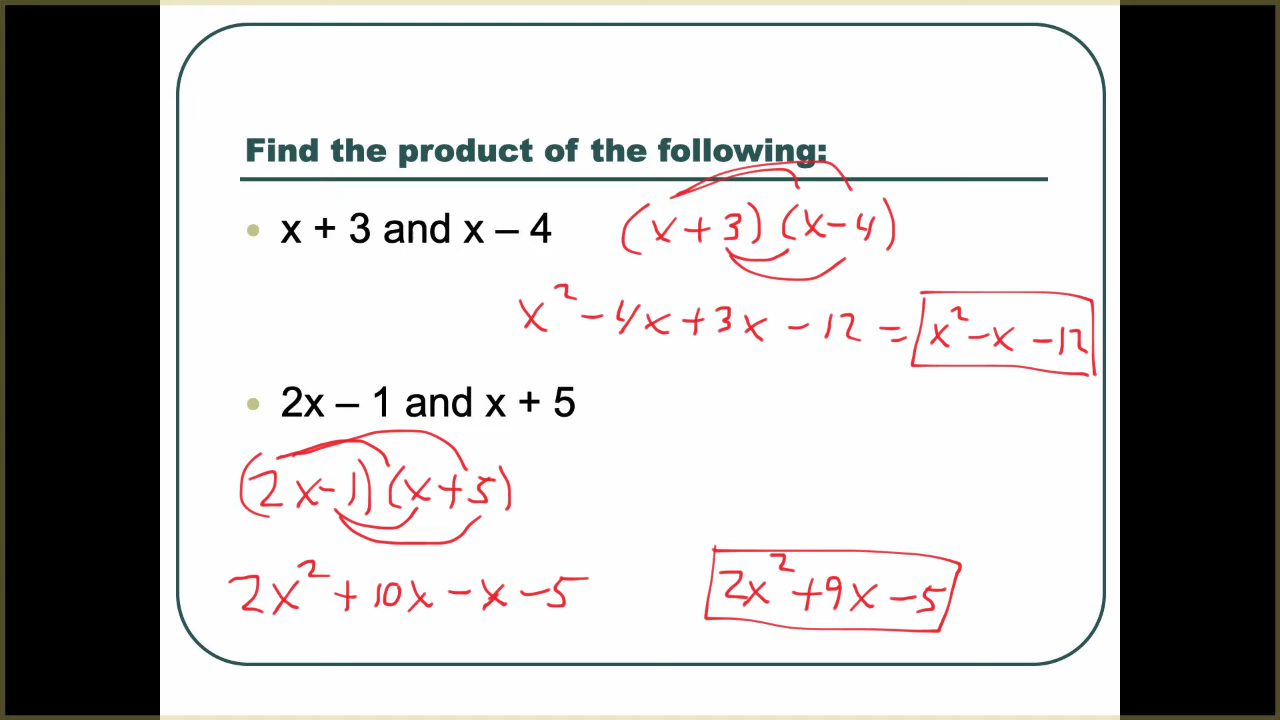 Find the product of the following:
• x + 3 and x – 4
(x+3)(x-4)
x² - 4x + 3x - 12 = x² - x - 12
• 2x – 1 and x + 5
(2x-1)(x+5)
2x² + 10x - x - 5
2x² + 9x - 5